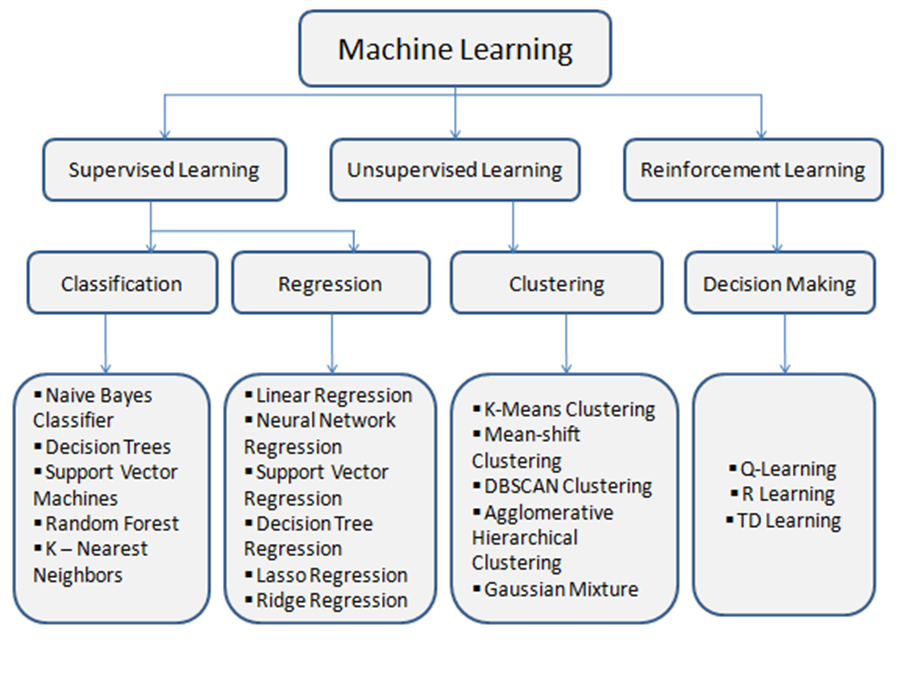 Machine Learning
Supervised Learning
Unsupervised Learning
Reinforcement Learning
Classification
Regression
Clustering
Decision Making
▪ Naive Bayes
Classifier
▪ Decision Trees
▪ Support Vector
Machines
▪ Random Forest
▪ K – Nearest
Neighbors
▪ Linear Regression
▪ Neural Network
Regression
▪ Support Vector
Regression
▪ Decision Tree
Regression
▪ Lasso Regression
▪ Ridge Regression
▪ K-Means Clustering
▪ Mean-shift
Clustering
▪ DBSCAN Clustering
▪ Agglomerative
Hierarchical
Clustering
▪ Gaussian Mixture
▪ Q-Learning
▪ R Learning
▪ TD Learning